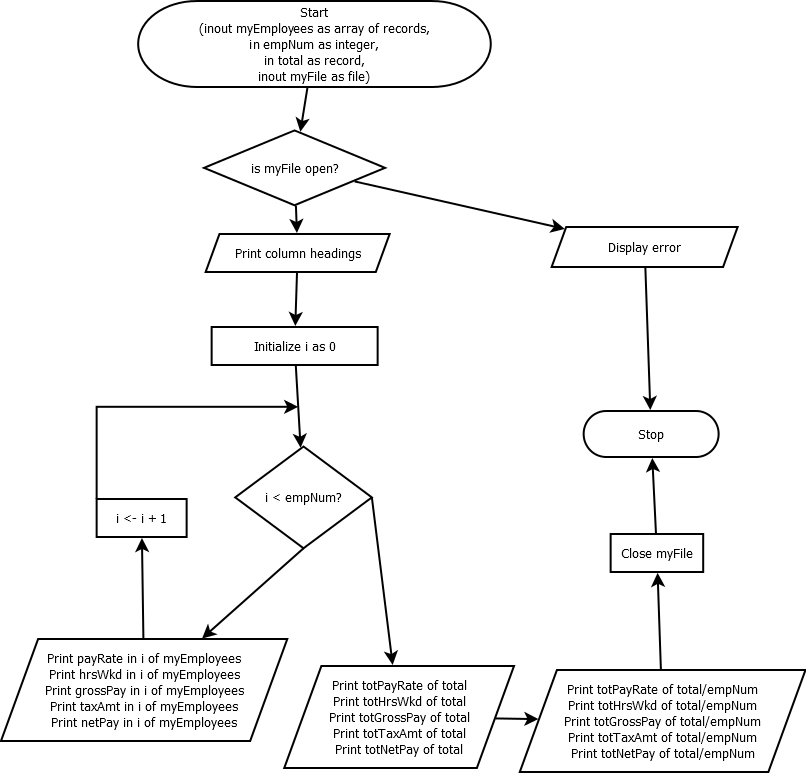 Start
(inout myEmployees as array of records,
in empNum as integer,
in total as record,
inout myFile as file)
is myFile open?
Print column headings
Display error
Initialize i as 0
Stop
i < empNum?
i <- i + 1
Close myFile
Print payRate in i of myEmployees
Print hrsWkd in i of myEmployees
Print grossPay in i of myEmployees
Print taxAmt in i of myEmployees
Print netPay in i of myEmployees
Print totPayRate of total
Print totHrsWkd of total
Print totGrossPay of total
Print totTaxAmt of total
Print totNetPay of total
Print totPayRate of total/empNum
Print totHrsWkd of total/empNum
Print totGrossPay of total/empNum
Print totTaxAmt of total/empNum
Print totNetPay of total/empNum